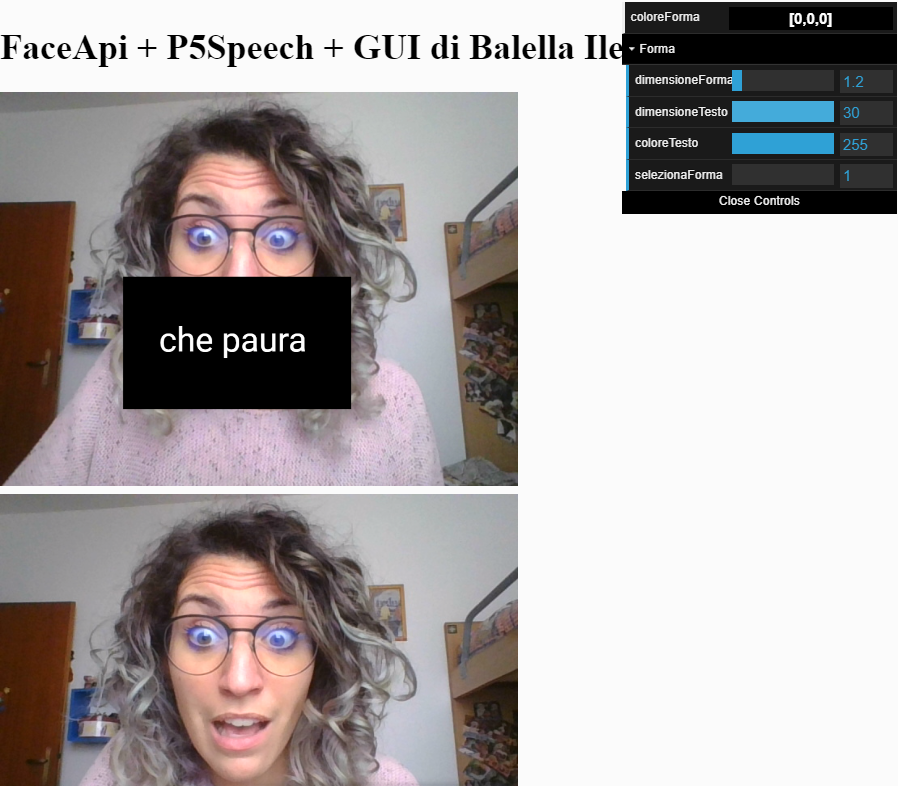 FaceApi + P5Speech + GUI di Balella Ile
coloreForma [0,0,0]
Forma
dimensioneForma 1.2
dimensioneTesto 30
coloreTesto 255
selezionaForma 1
Close Controls
che paura